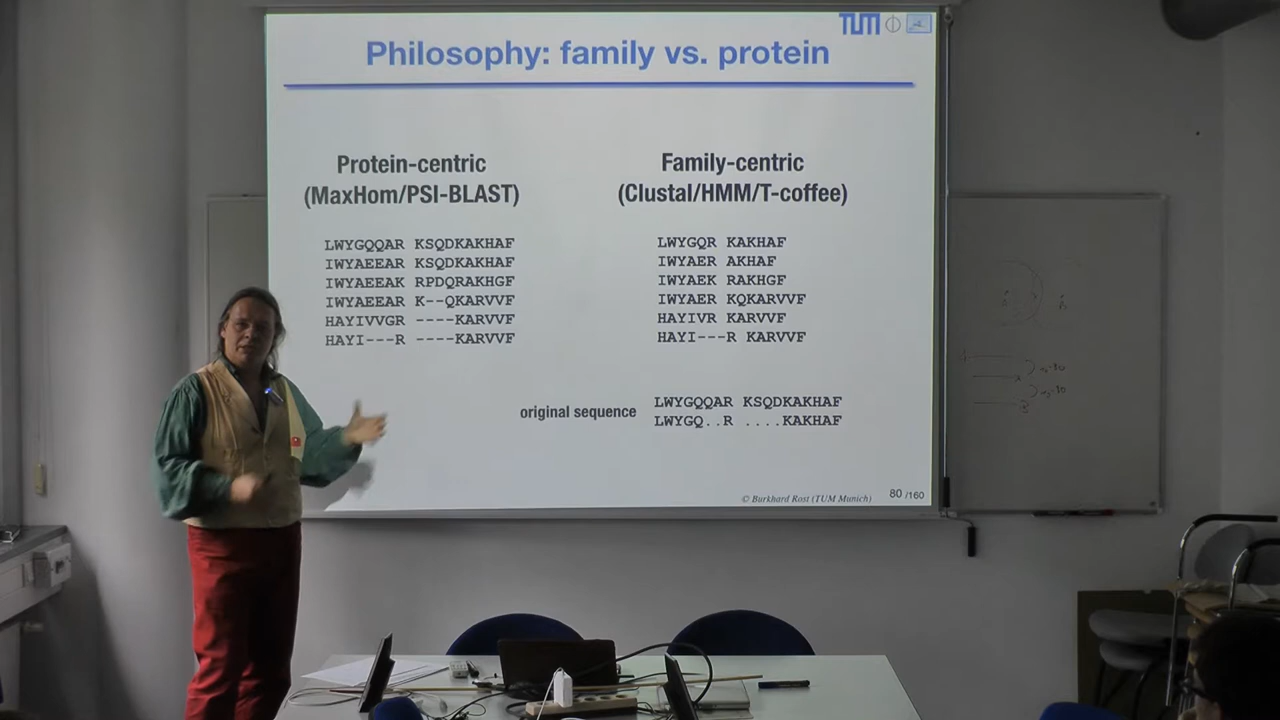 TUM
Philosophy: family vs. protein
Protein-centric
(MaxHom/PSI-BLAST)
LWYGQQAR KSQDKAKHAF
IWYAEEAR KSQDKAKHAF
IWYAEEAK RPDQRAKHGF
IWYAEEAR K--QKARVVF
HAYIVVGR ----KARVVF
HAYI---R ----KARVVF
Family-centric
(Clustal/HMM/T-coffee)
LWYGQR KAKHAF
IWYAER AKHAF
IWYAEK RAKHGF
IWYAER KQKARVVF
HAYIVR KARVVF
HAYI---R KARVVF
original sequence
LWYGQQAR KSQDKAKHAF
LWYGQ..R ....KAKHAF
© Burkhard Rost (TUM Munich)
80 /160